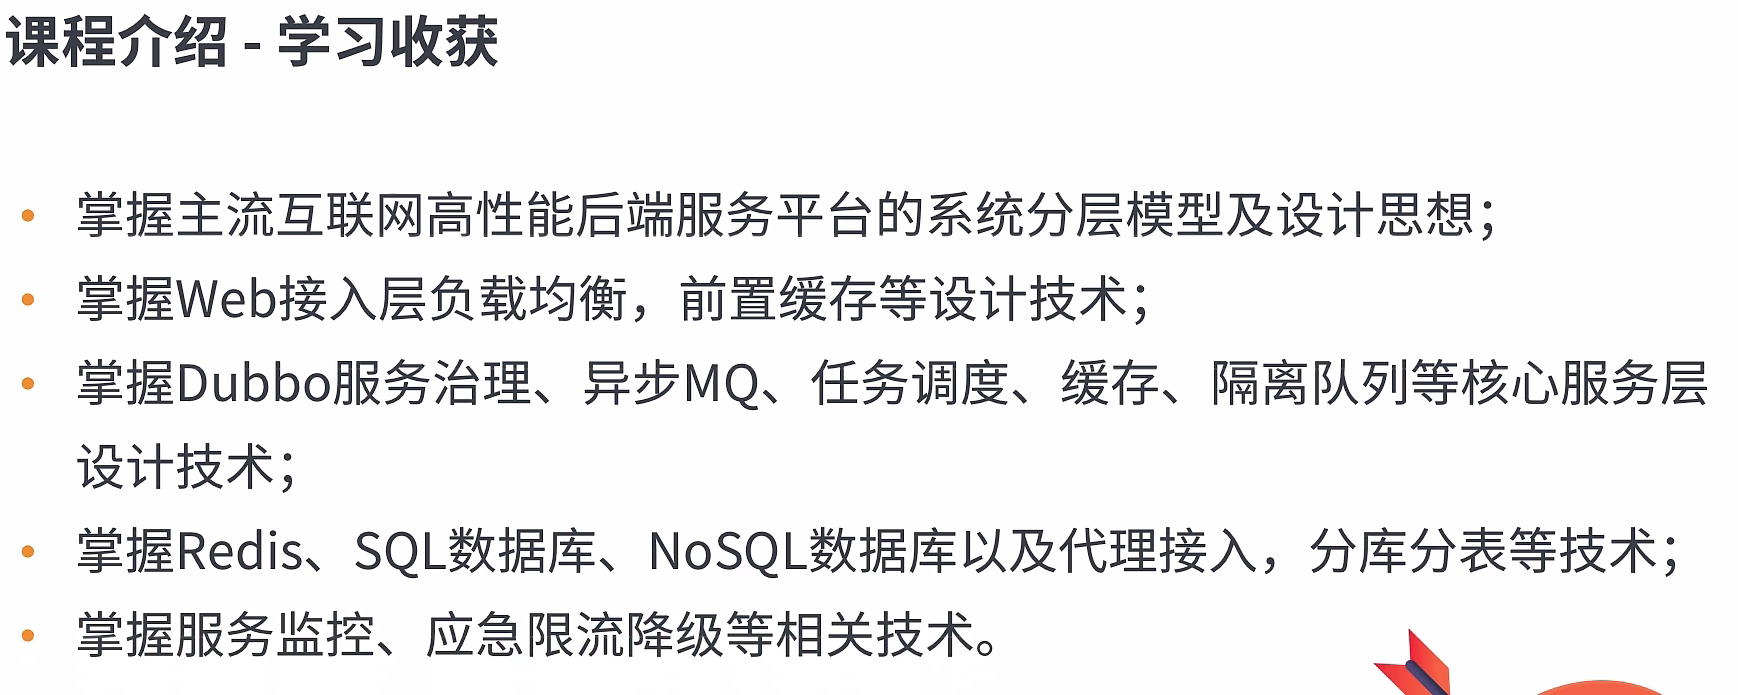 课程介绍 - 学习收获
• 掌握主流互联网高性能后端服务平台的系统分层模型及设计思想；
• 掌握Web接入层负载均衡，前置缓存等设计技术；
• 掌握Dubbo服务治理、异步MQ、任务调度、缓存、隔离队列等核心服务层
设计技术；
• 掌握Redis、SQL数据库、NoSQL数据库以及代理接入，分库分表等技术；
• 掌握服务监控、应急限流降级等相关技术。